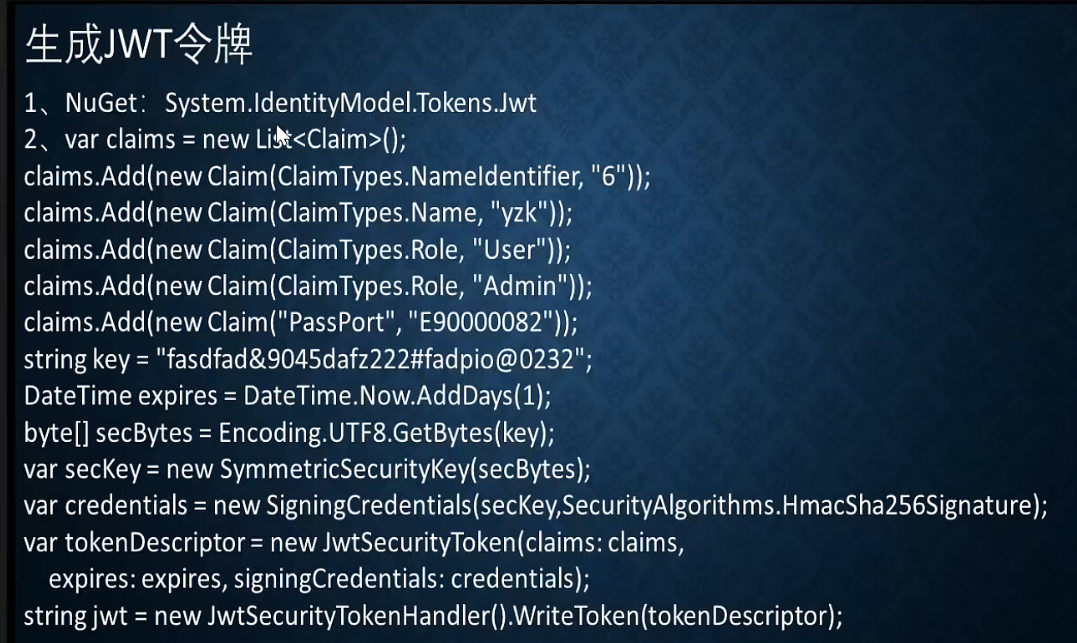 生成JWT令牌
1、NuGet： System.IdentityModel.Tokens.Jwt
2、var claims = new List<Claim>();
claims.Add(new Claim(ClaimTypes.NameIdentifier, "6"));
claims.Add(new Claim(ClaimTypes.Name, "yzk"));
claims.Add(new Claim(ClaimTypes.Role, "User"));
claims.Add(new Claim(ClaimTypes.Role, "Admin"));
claims.Add(new Claim("PassPort", "E90000082"));
string key = "fasdfad&9045dafz222#fadpio@0232";
DateTime expires = DateTime.Now.AddDays(1);
byte[] secBytes = Encoding.UTF8.GetBytes(key);
var secKey = new SymmetricSecurityKey(secBytes);
var credentials = new SigningCredentials(secKey,SecurityAlgorithms.HmacSha256Signature);
var tokenDescriptor = new JwtSecurityToken(claims: claims,
expires: expires, signingCredentials: credentials);
string jwt = new JwtSecurityTokenHandler().WriteToken(tokenDescriptor);